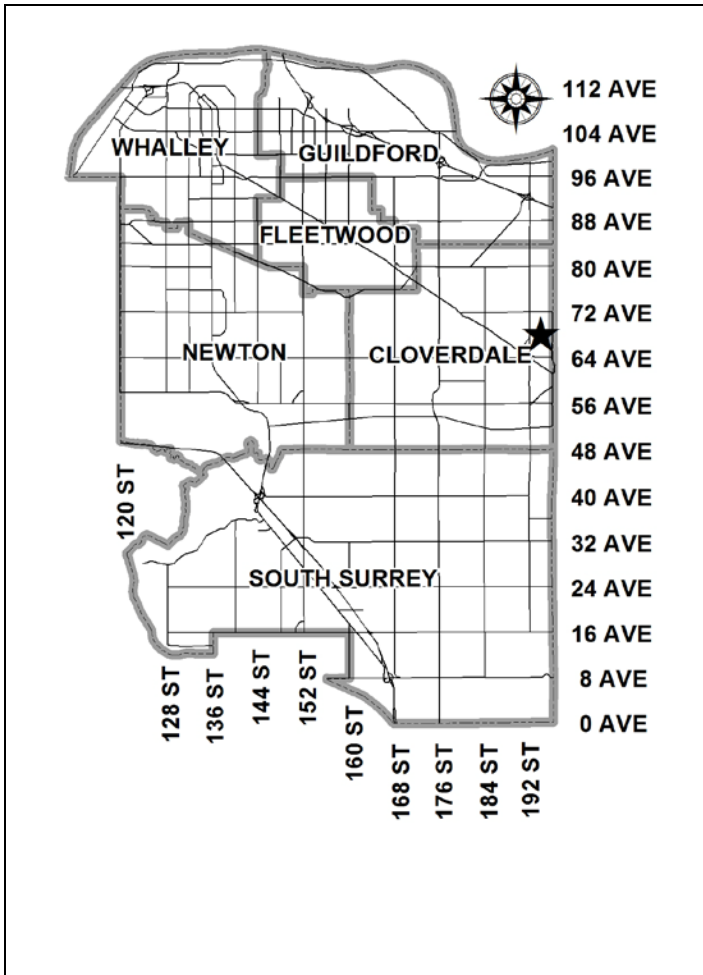 112 AVE
104 AVE
WHALLEY
GUILDFORD
96 AVE
88 AVE
FLEETWOOD
80 AVE
72 AVE
NEWTON
CLOVERDALE
64 AVE
56 AVE
48 AVE
120 ST
40 AVE
32 AVE
SOUTH SURREY
24 AVE
16 AVE
128 ST
136 ST
144 ST
152 ST
160 ST
8 AVE
0 AVE
168 ST
176 ST
184 ST
192 ST